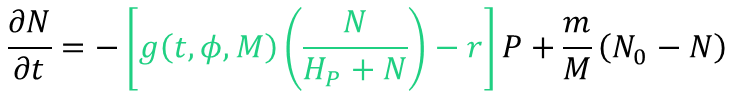 ∂N/∂t = −[g(t, ϕ, M)(N/(H_P + N)) − r]P + m/M (N_0 − N)